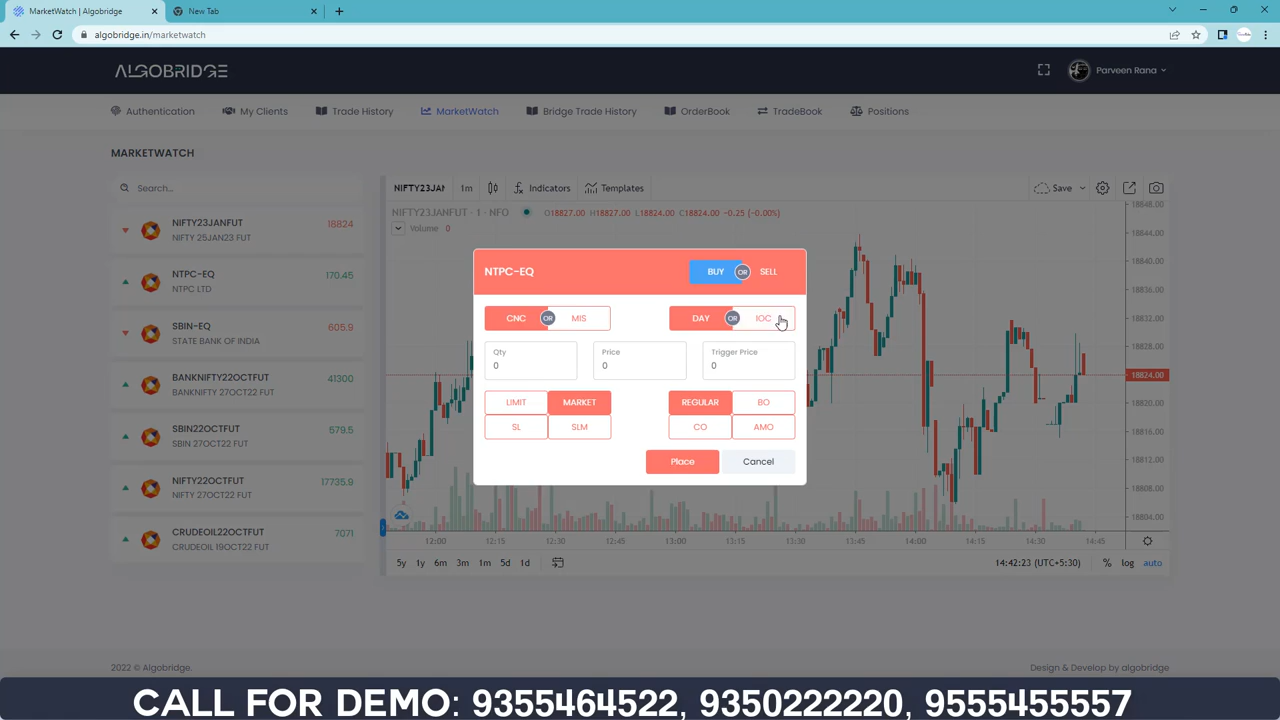 MarketWatch | Algobridge
New Tab
algobridge.in/marketwatch
ALGOBRIDGE
Parveen Rana
Authentication
My Clients
Trade History
MarketWatch
Bridge Trade History
OrderBook
TradeBook
Positions
MARKETWATCH
Search...
NIFTY23JANFUT 18824
NIFTY 25JAN23 FUT
NTPC-EQ 170.45
NTPC LTD
SBIN-EQ 605.9
STATE BANK OF INDIA
BANKNIFTY22OCTFUT 41300
BANKNIFTY 27OCT22 FUT
SBIN22OCTFUT 579.5
SBIN 27OCT22 FUT
NIFTY22OCTFUT 17735.9
NIFTY 27OCT22 FUT
CRUDEOIL22OCTFUT 7071
CRUDEOIL 19OCT22 FUT
NIFTY23JAN 1m Indicators Templates Save
NIFTY23JANFUT · 1 · NFO O18827.00 H18827.00 L18824.00 C18824.00 -0.25 (-0.00%)
Volume 0
NTPC-EQ
BUY OR SELL
CNC OR MIS
DAY OR IOC
Qty
0
Price
0
Trigger Price
0
LIMIT MARKET
SL SLM
REGULAR BO
CO AMO
Place
Cancel
18848.00
18844.00
18840.00
18836.00
18832.00
18828.00
18824.00
18820.00
18816.00
18812.00
18808.00
18804.00
12:00 12:15 12:30 12:45 13:00 13:15 13:30 13:45 14:00 14:15 14:30 14:45
5y 1y 6m 3m 1m 5d 1d
14:42:23 (UTC+5:30) % log auto
2022 © Algobridge.
Design & Develop by algobridge
CALL FOR DEMO: 9355464522, 9350222220, 9555455557